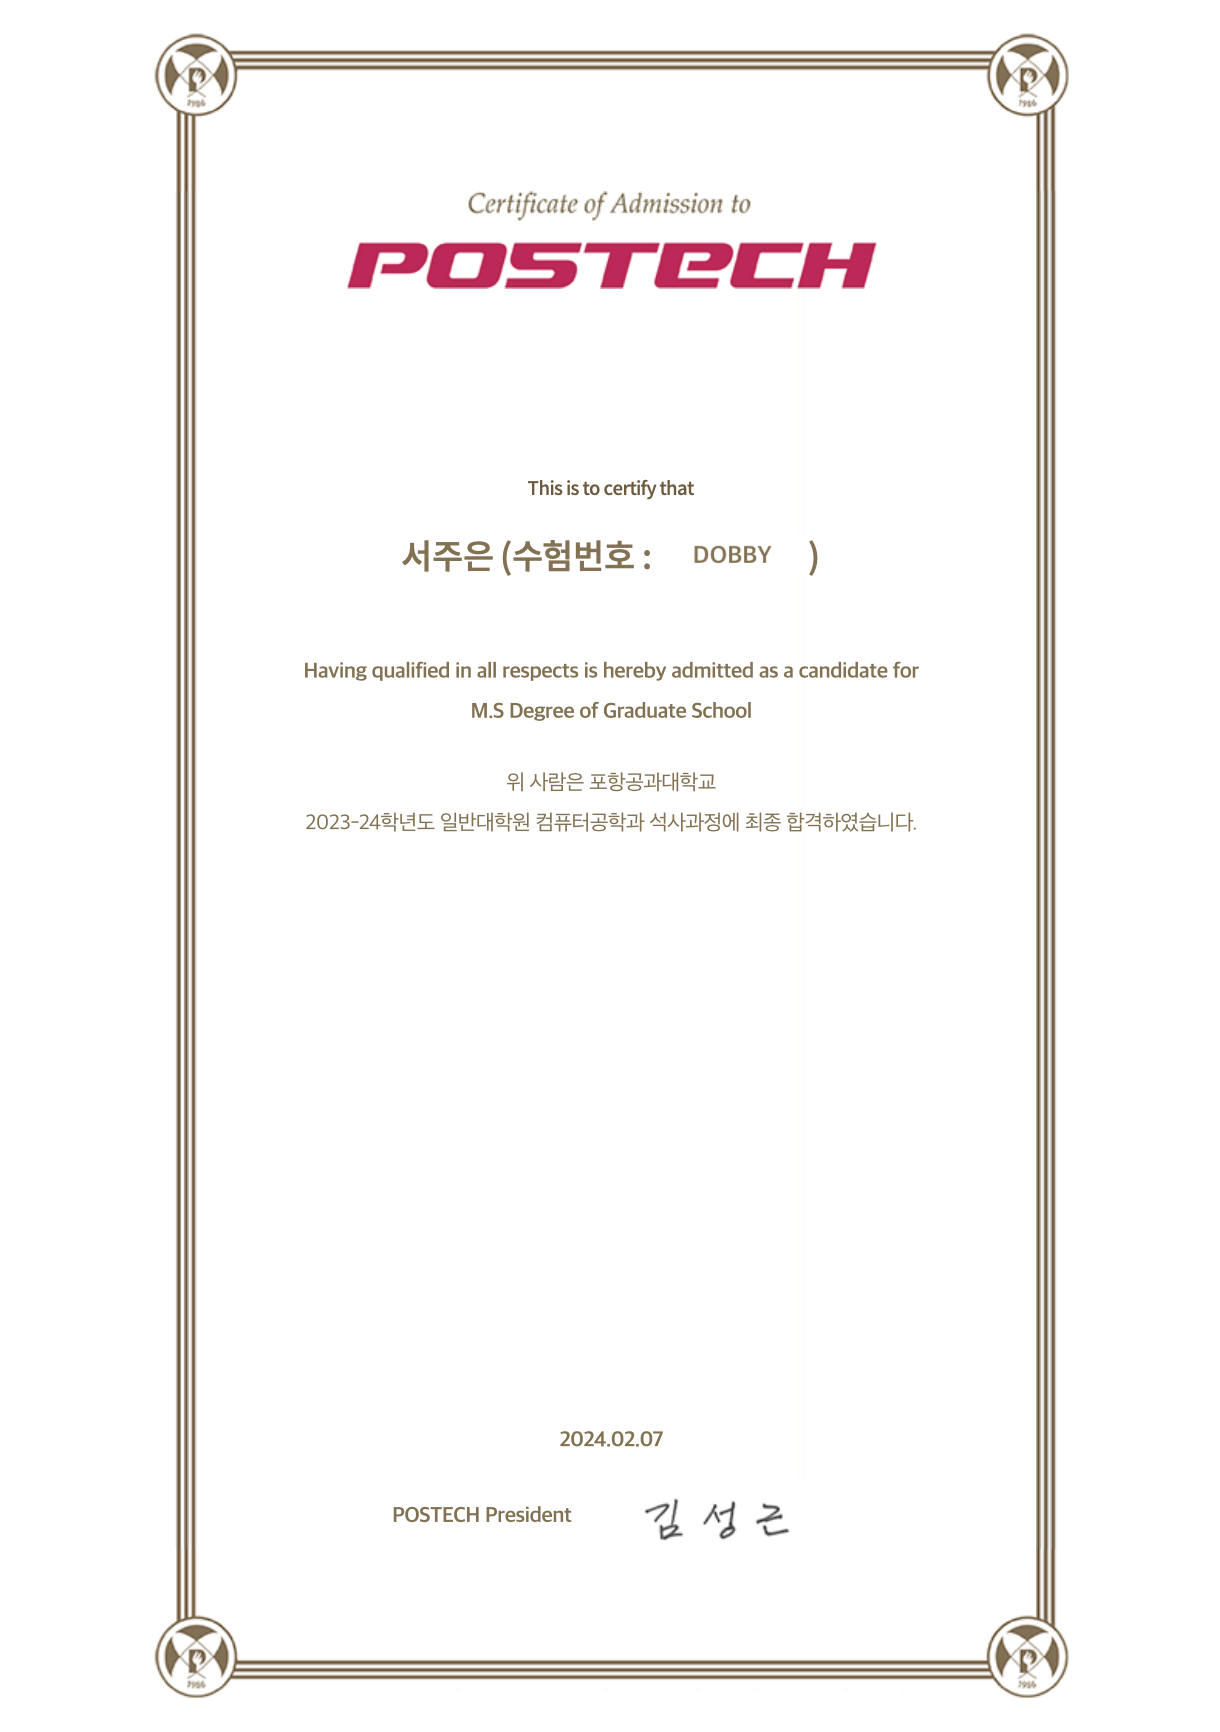 Certificate of Admission to
POSTECH
This is to certify that
서주은 (수험번호 : DOBBY )
Having qualified in all respects is hereby admitted as a candidate for
M.S Degree of Graduate School
위 사람은 포항공과대학교
2023-24학년도 일반대학원 컴퓨터공학과 석사과정에 최종 합격하였습니다.
2024.02.07
POSTECH President 김성근
P
1986
P
1986
P
1986
P
1986